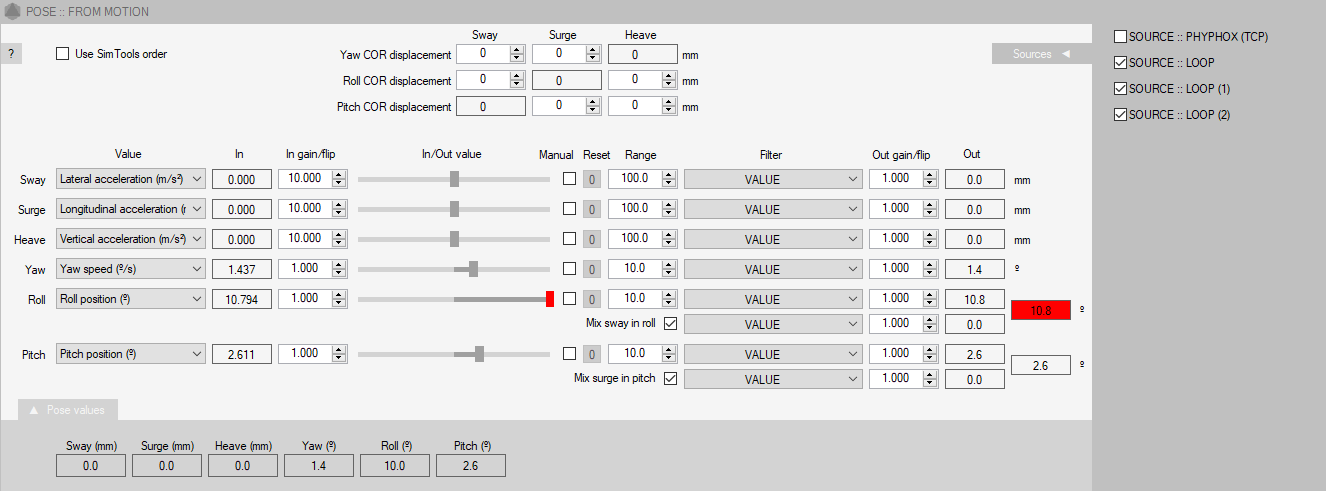 POSE :: FROM MOTION
? Use SimTools order
Sway Surge Heave
Yaw COR displacement 0 0 0 mm
Roll COR displacement 0 0 0 mm
Pitch COR displacement 0 0 0 mm
Sources ◄
SOURCE :: PHYPHOX (TCP)
SOURCE :: LOOP
SOURCE :: LOOP (1)
SOURCE :: LOOP (2)
Value In In gain/flip In/Out value Manual Reset Range Filter Out gain/flip Out
Sway Lateral acceleration (m/s²) 0.000 10.000 0 100.0 VALUE 1.000 0.0 mm
Surge Longitudinal acceleration (r 0.000 10.000 0 100.0 VALUE 1.000 0.0 mm
Heave Vertical acceleration (m/s²) 0.000 10.000 0 100.0 VALUE 1.000 0.0 mm
Yaw Yaw speed (º/s) 1.437 1.000 0 10.0 VALUE 1.000 1.4 º
Roll Roll position (º) 10.794 1.000 0 10.0 VALUE 1.000 10.8
10.8 º
Mix sway in roll VALUE 1.000 0.0
Pitch Pitch position (º) 2.611 1.000 0 10.0 VALUE 1.000 2.6
2.6 º
Mix surge in pitch VALUE 1.000 0.0
▲ Pose values
Sway (mm) Surge (mm) Heave (mm) Yaw (º) Roll (º) Pitch (º)
0.0 0.0 0.0 1.4 10.0 2.6